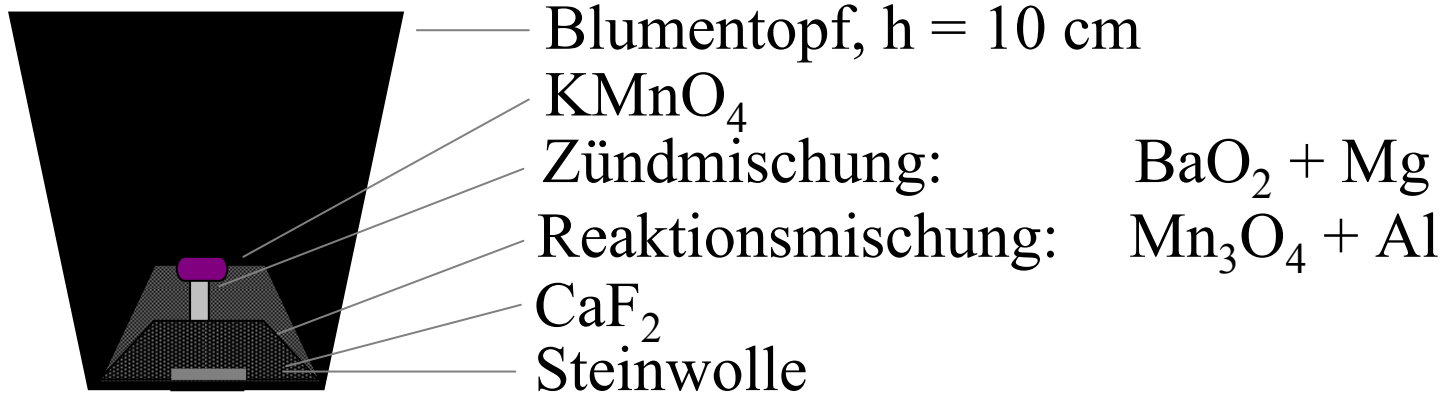 Blumentopf, h = 10 cm
KMnO₄
Zündmischung: BaO₂ + Mg
Reaktionsmischung: Mn₃O₄ + Al
CaF₂
Steinwolle